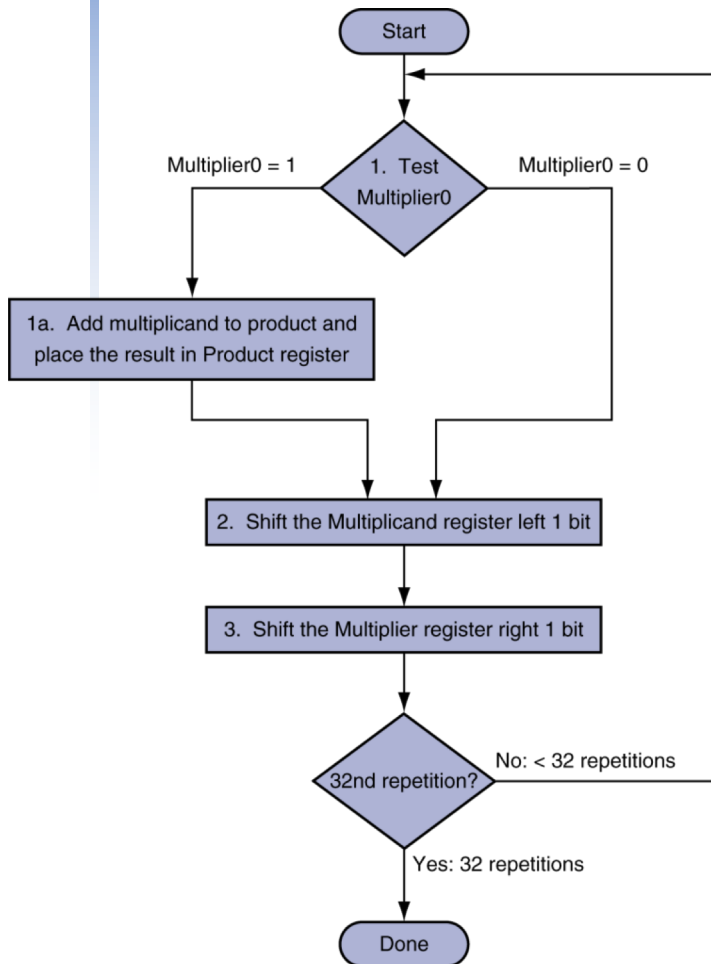 Start
Multiplier0 = 1
1. Test
Multiplier0
Multiplier0 = 0
1a. Add multiplicand to product and
place the result in Product register
2. Shift the Multiplicand register left 1 bit
3. Shift the Multiplier register right 1 bit
32nd repetition?
No: < 32 repetitions
Yes: 32 repetitions
Done